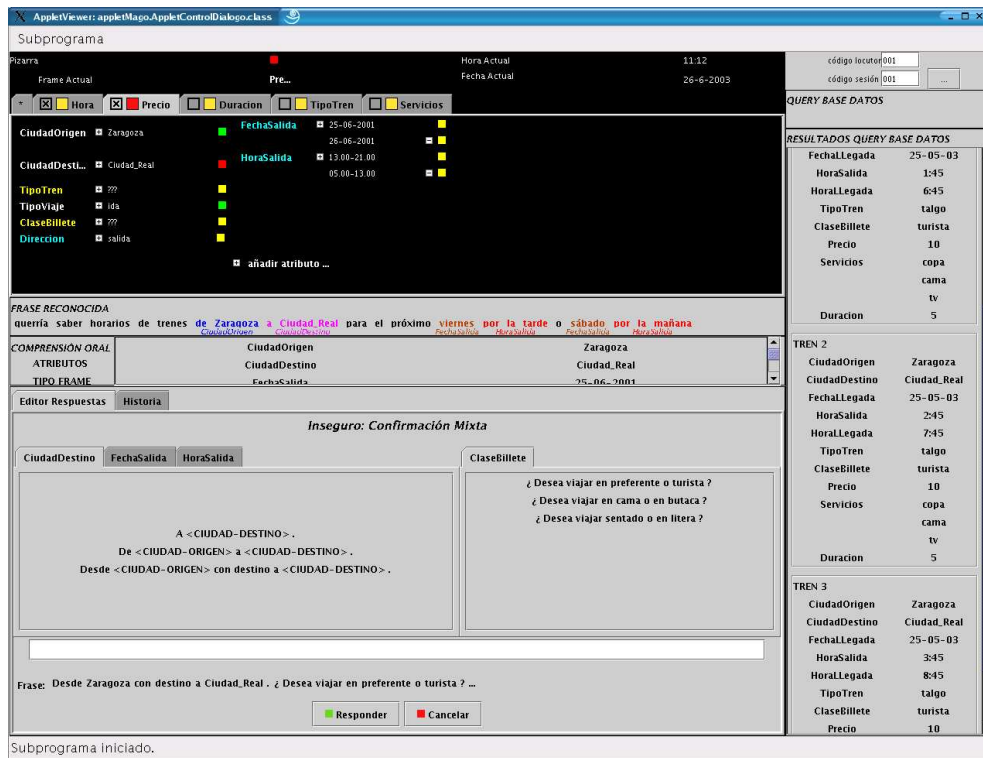 AppletViewer: appletMago.AppletControlDialogo.class
Subprograma
Pizarra
Hora Actual 11:12
Frame Actual Pre...
Fecha Actual 26-6-2003
* Hora Precio Duracion TipoTren Servicios
CiudadOrigen Zaragoza
CiudadDesti... Ciudad_Real
TipoTren ???
TipoViaje ida
ClaseBillete ???
Direccion salida
FechaSalida 25-06-2001
26-06-2001
HoraSalida 13.00-21.00
05.00-13.00
añadir atributo ...
FRASE RECONOCIDA
querría saber horarios de trenes de Zaragoza a Ciudad_Real para el próximo viernes por la tarde o sábado por la mañana
CiudadOrigen CiudadDestino FechaSalida HoraSalida FechaSalida HoraSalida
COMPRENSIÓN ORAL
ATRIBUTOS
TIPO FRAME
CiudadOrigen Zaragoza
CiudadDestino Ciudad_Real
FechaSalida 25-06-2001
Editor Respuestas Historia
Inseguro: Confirmación Mixta
CiudadDestino FechaSalida HoraSalida
A <CIUDAD-DESTINO> .
De <CIUDAD-ORIGEN> a <CIUDAD-DESTINO> .
Desde <CIUDAD-ORIGEN> con destino a <CIUDAD-DESTINO> .
ClaseBillete
¿ Desea viajar en preferente o turista ?
¿ Desea viajar en cama o en butaca ?
¿ Desea viajar sentado o en litera ?
Frase: Desde Zaragoza con destino a Ciudad_Real . ¿ Desea viajar en preferente o turista ? ...
Responder Cancelar
código locutor 001
código sesión 001 ...
QUERY BASE DATOS
RESULTADOS QUERY BASE DATOS
FechaLLegada 25-05-03
HoraSalida 1:45
HoraLLegada 6:45
TipoTren talgo
ClaseBillete turista
Precio 10
Servicios copa
cama
tv
Duracion 5
TREN 2
CiudadOrigen Zaragoza
CiudadDestino Ciudad_Real
FechaLLegada 25-05-03
HoraSalida 2:45
HoraLLegada 7:45
TipoTren talgo
ClaseBillete turista
Precio 10
Servicios copa
cama
tv
Duracion 5
TREN 3
CiudadOrigen Zaragoza
CiudadDestino Ciudad_Real
FechaLLegada 25-05-03
HoraSalida 3:45
HoraLLegada 8:45
TipoTren talgo
ClaseBillete turista
Precio 10
Subprograma iniciado.